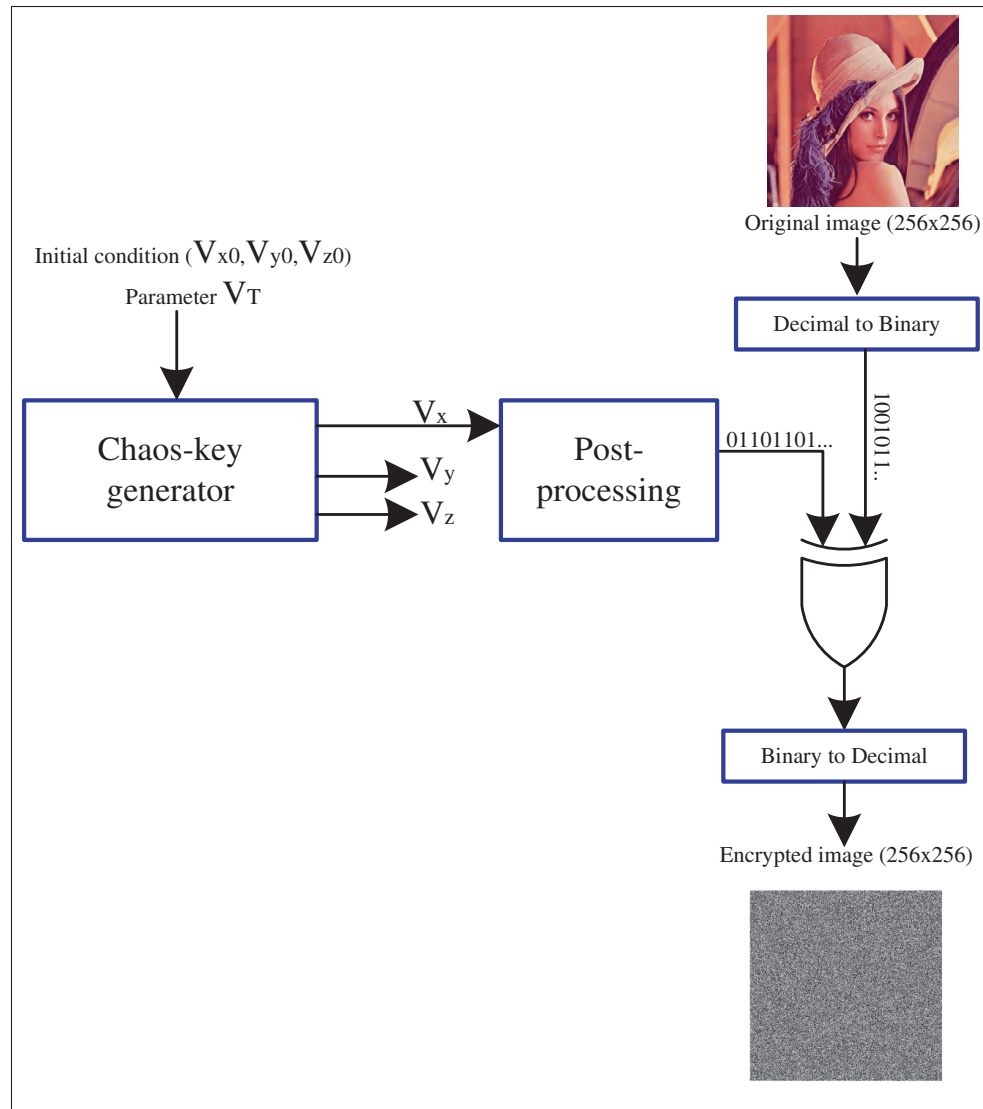 Original image (256x256)
Initial condition (Vx0,Vy0,Vz0)
Parameter VT
Decimal to Binary
Chaos-key
generator
Vx
Vy
Vz
Post-
processing
01101101...
1001011..
Binary to Decimal
Encrypted image (256x256)